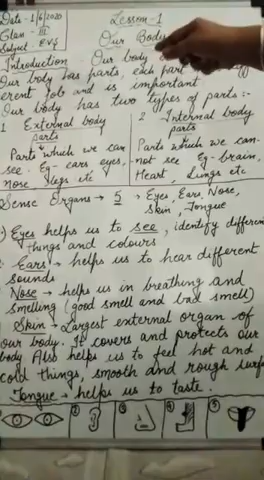 Date - 1/6/2020
Class - III
Subject - E.V.S
Lesson - 1
Our Body
Introduction Our body
Our body has parts, each part
erent job and is important
Our body has two types of parts :-
1 External body parts
Parts which we can see. Eg - ears eyes, Nose, legs etc
2 Internal body parts
Parts which we can-not see Eg - brain, Heart, Lungs etc
Sense Organs → 5 → Eyes, Ear, Nose, Skin, Tongue
Eyes helps us to see, identify different things and colours
Ears → helps us to hear different sounds
Nose → helps us in breathing and smelling (good smell and bad smell)
Skin → Largest external organ of our body. It covers and protects our body Also helps us to feel hot and cold things, smooth and rough
Tongue → helps us to taste.